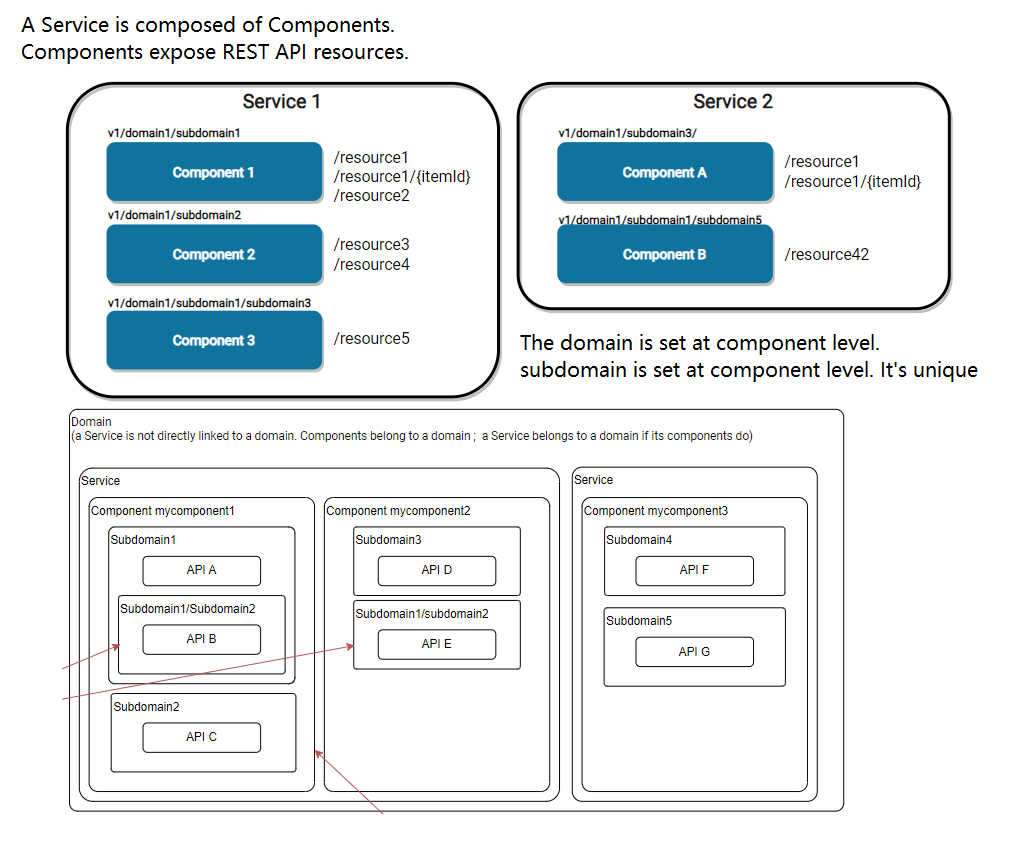 A Service is composed of Components.
Components expose REST API resources.
Service 1
v1/domain1/subdomain1
Component 1
/resource1
/resource1/{itemId}
/resource2
v1/domain1/subdomain2
Component 2
/resource3
/resource4
v1/domain1/subdomain1/subdomain3
Component 3
/resource5
Service 2
v1/domain1/subdomain3/
Component A
/resource1
/resource1/{itemId}
v1/domain1/subdomain1/subdomain5
Component B
/resource42
The domain is set at component level.
subdomain is set at component level. It's unique
Domain
(a Service is not directly linked to a domain. Components belong to a domain ; a Service belongs to a domain if its components do)
Service
Component mycomponent1
Subdomain1
API A
Subdomain1/Subdomain2
API B
Subdomain2
API C
Component mycomponent2
Subdomain3
API D
Subdomain1/subdomain2
API E
Service
Component mycomponent3
Subdomain4
API F
Subdomain5
API G